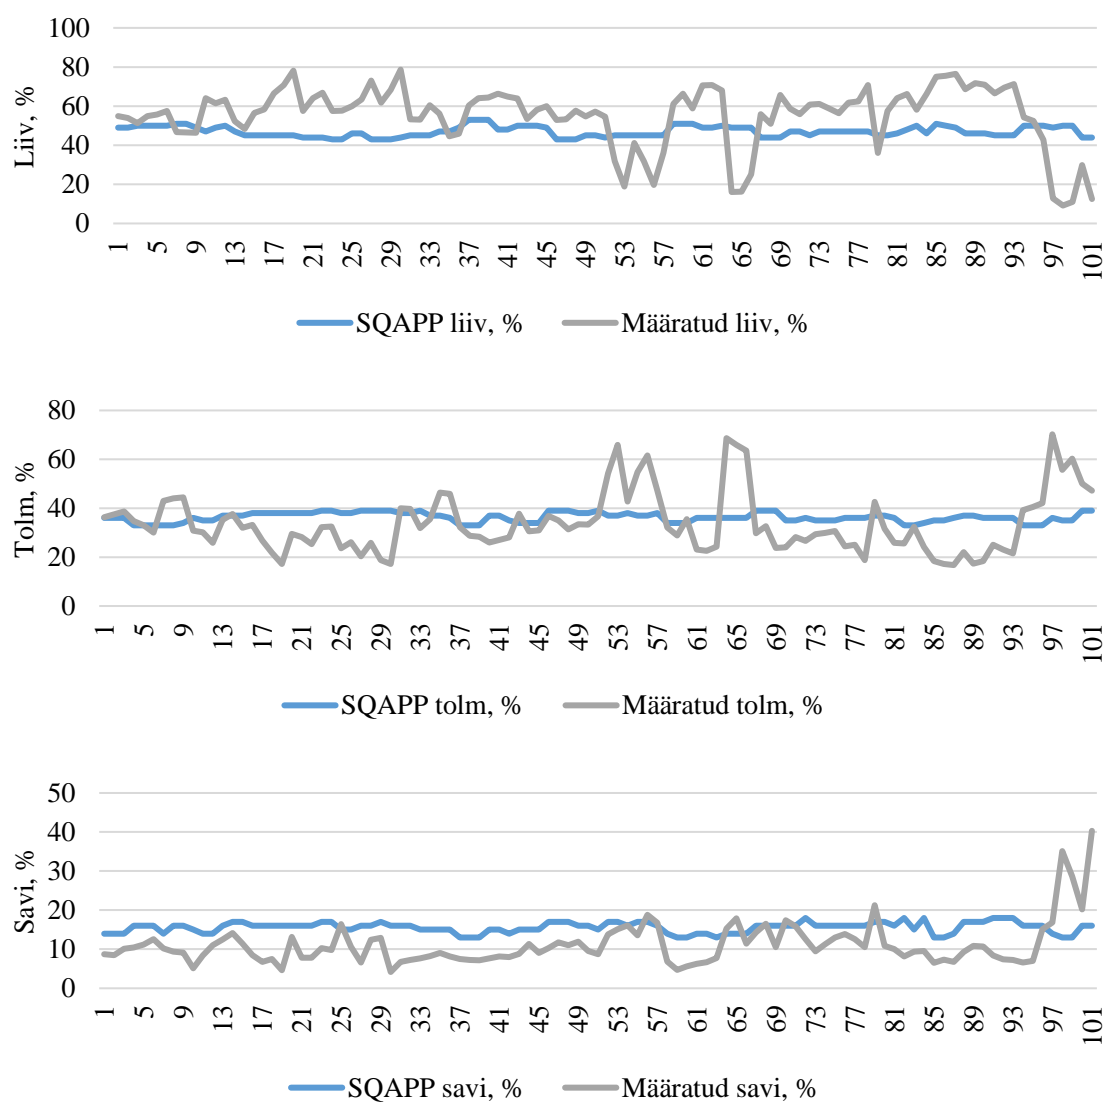 100
80
60
40
20
0
Liiv, %
1 5 9 13 17 21 25 29 33 37 41 45 49 53 57 61 65 69 73 77 81 85 89 93 97 101
SQAPP liiv, % Määratud liiv, %
80
60
40
20
0
Tolm, %
1 5 9 13 17 21 25 29 33 37 41 45 49 53 57 61 65 69 73 77 81 85 89 93 97 101
SQAPP tolm, % Määratud tolm, %
50
40
30
20
10
0
Savi, %
1 5 9 13 17 21 25 29 33 37 41 45 49 53 57 61 65 69 73 77 81 85 89 93 97 101
SQAPP savi, % Määratud savi, %